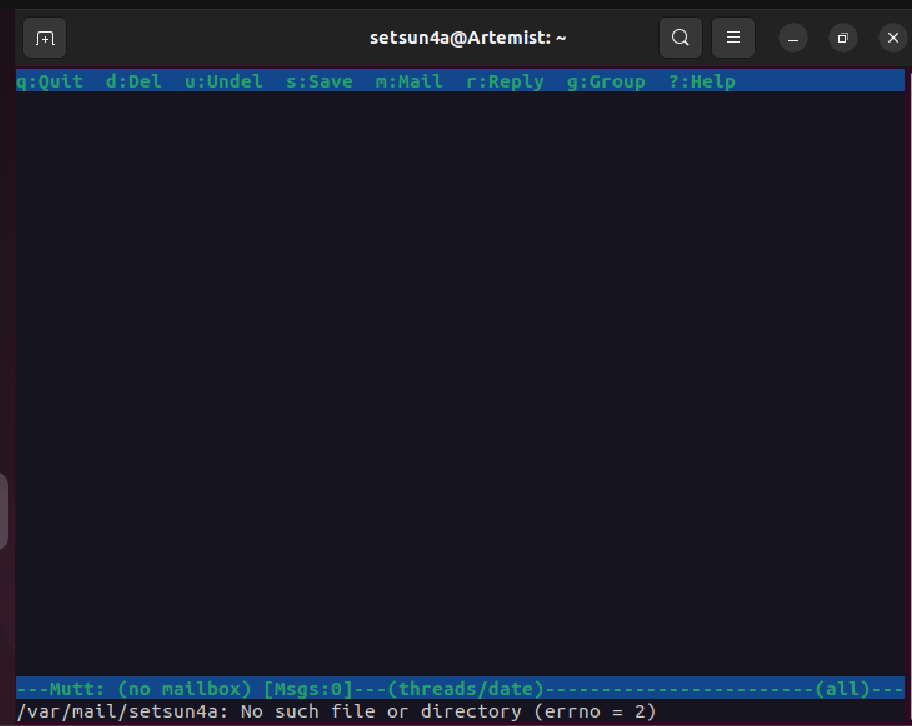 setsun4a@Artemist: ~
q:Quit  d:Del  u:Undel  s:Save  m:Mail  r:Reply  g:Group  ?:Help
---Mutt: (no mailbox) [Msgs:0]---(threads/date)------------------------(all)---
/var/mail/setsun4a: No such file or directory (errno = 2)